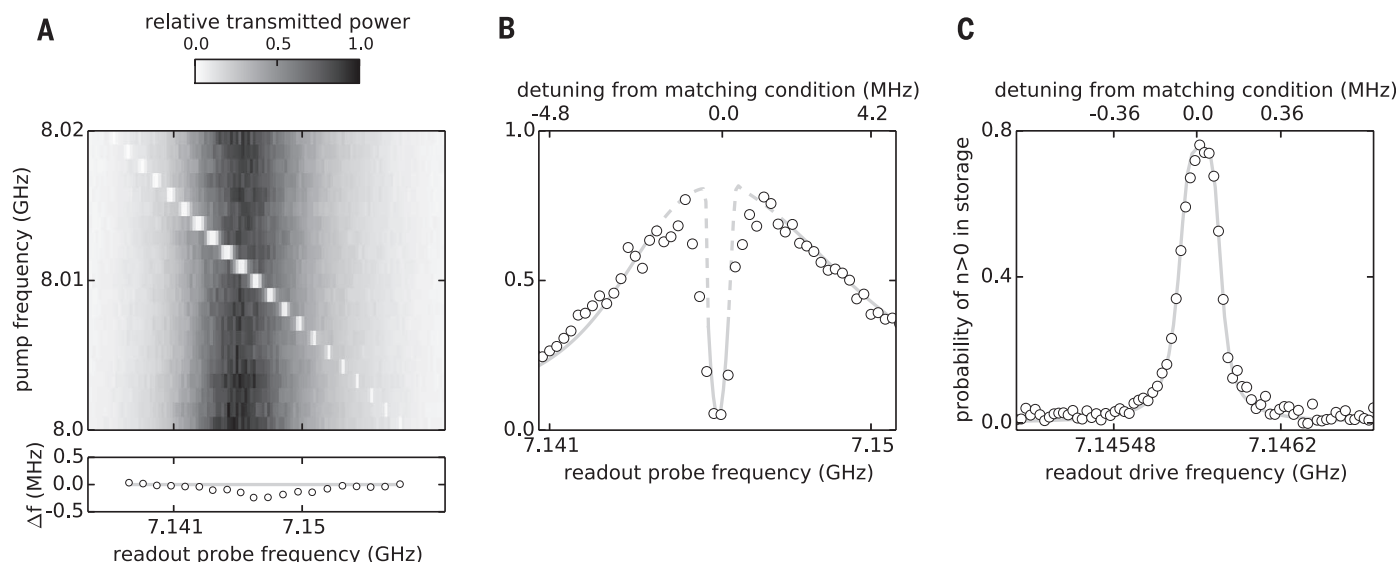 A
relative transmitted power
0.0 0.5 1.0
8.02
8.01
8.0
pump frequency (GHz)
0.5
0.0
-0.5
Δf (MHz)
7.141 7.15
readout probe frequency (GHz)
B
detuning from matching condition (MHz)
-4.8 0.0 4.2
1.0
0.5
0.0
7.141 7.15
readout probe frequency (GHz)
C
detuning from matching condition (MHz)
-0.36 0.0 0.36
0.8
0.4
0.0
probability of n>0 in storage
7.14548 7.1462
readout drive frequency (GHz)